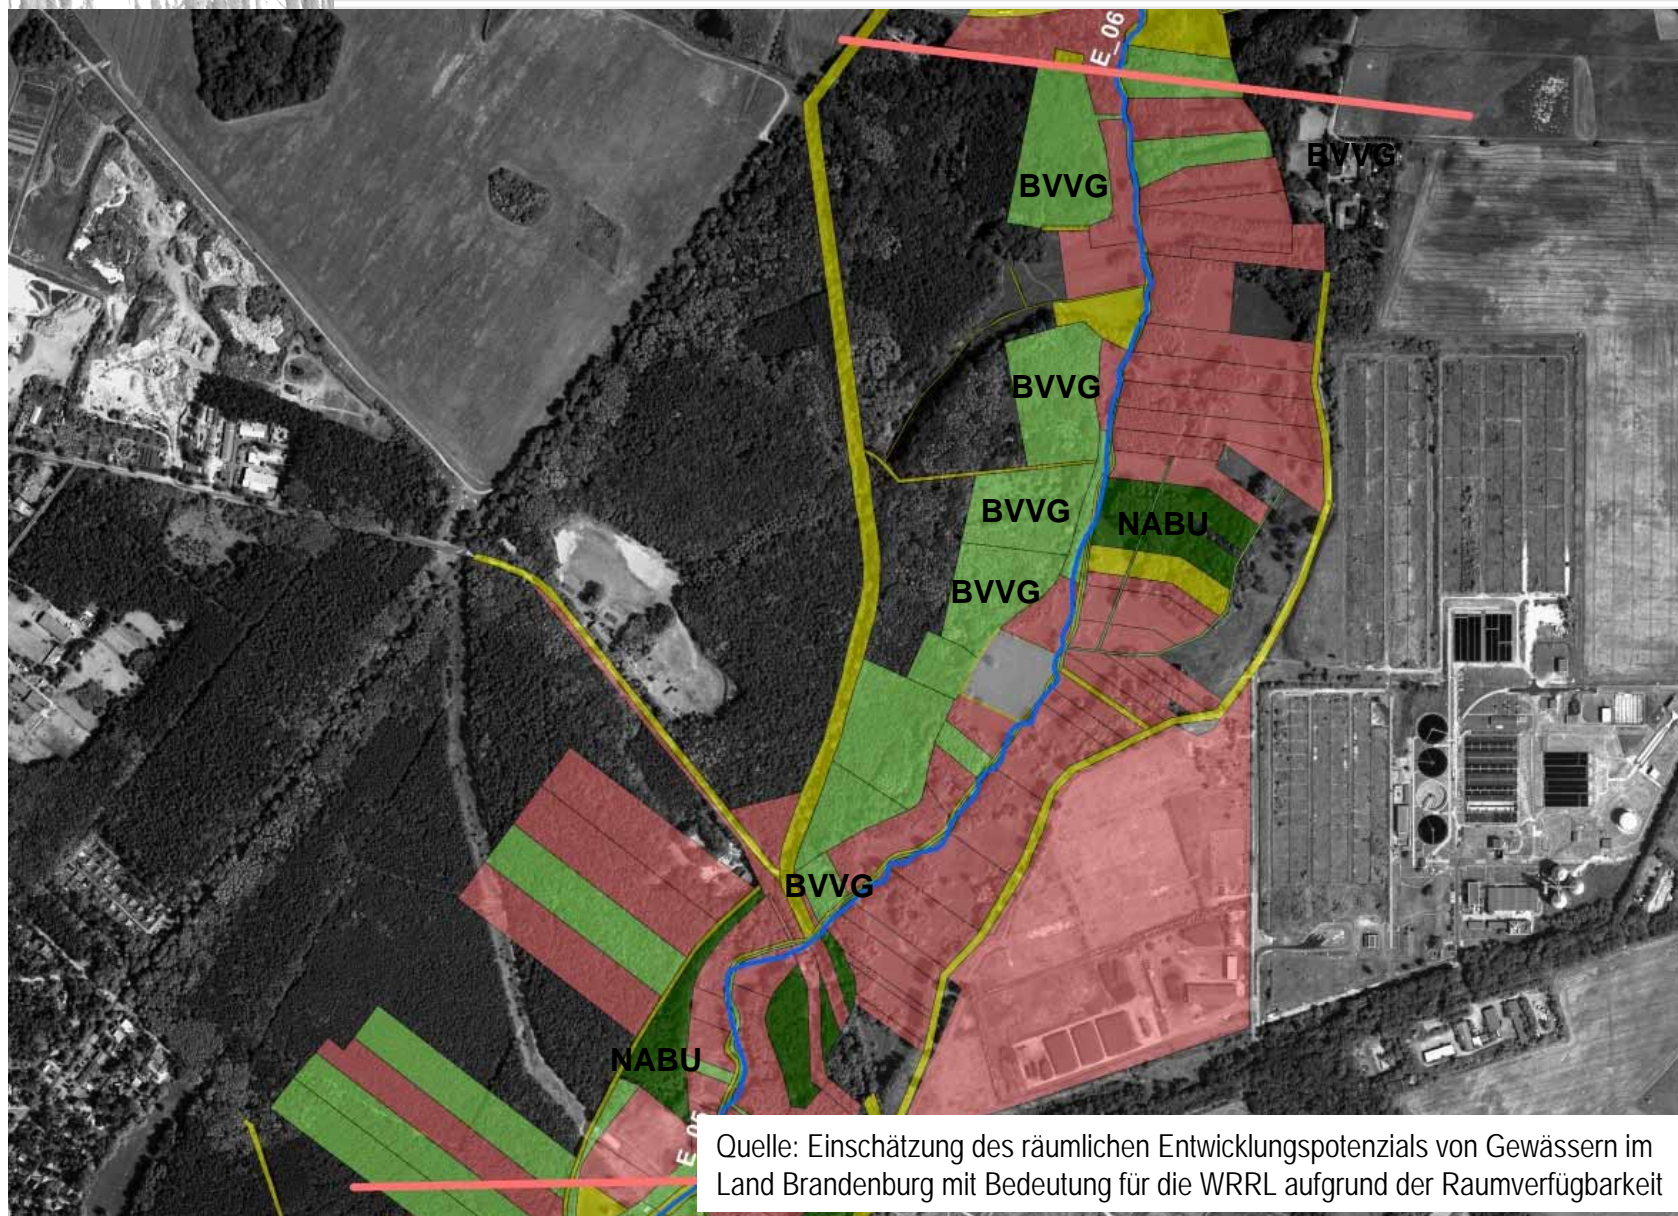 E_06
BVVG
BVVG
BVVG
BVVG
NABU
BVVG
BVVG
NABU
E_05
Quelle: Einschätzung des räumlichen Entwicklungspotenzials von Gewässern im
Land Brandenburg mit Bedeutung für die WRRL aufgrund der Raumverfügbarkeit